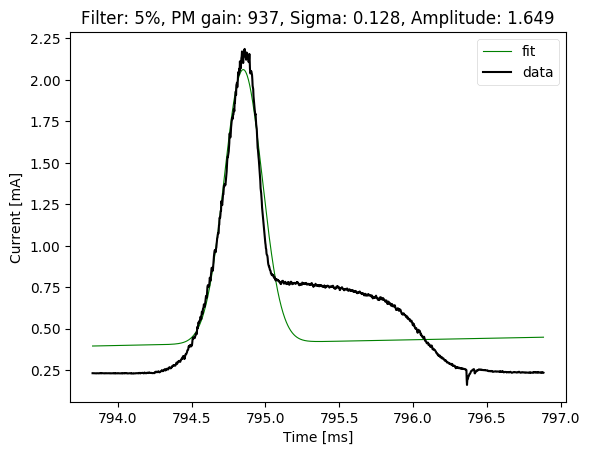 Filter: 5%, PM gain: 937, Sigma: 0.128, Amplitude: 1.649
fit
data
2.25
2.00
1.75
1.50
1.25
1.00
0.75
0.50
0.25
Current [mA]
794.0 794.5 795.0 795.5 796.0 796.5 797.0
Time [ms]